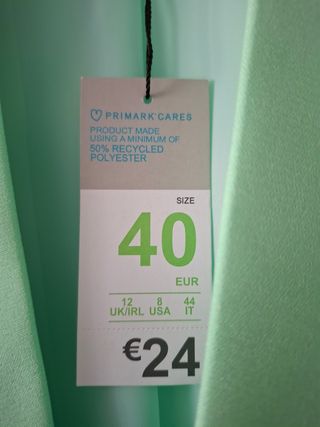 PRIMARK CARES
PRODUCT MADE
USING A MINIMUM OF
50% RECYCLED
POLYESTER
SIZE
40
EUR
12 8 44
UK/IRL USA IT
€24